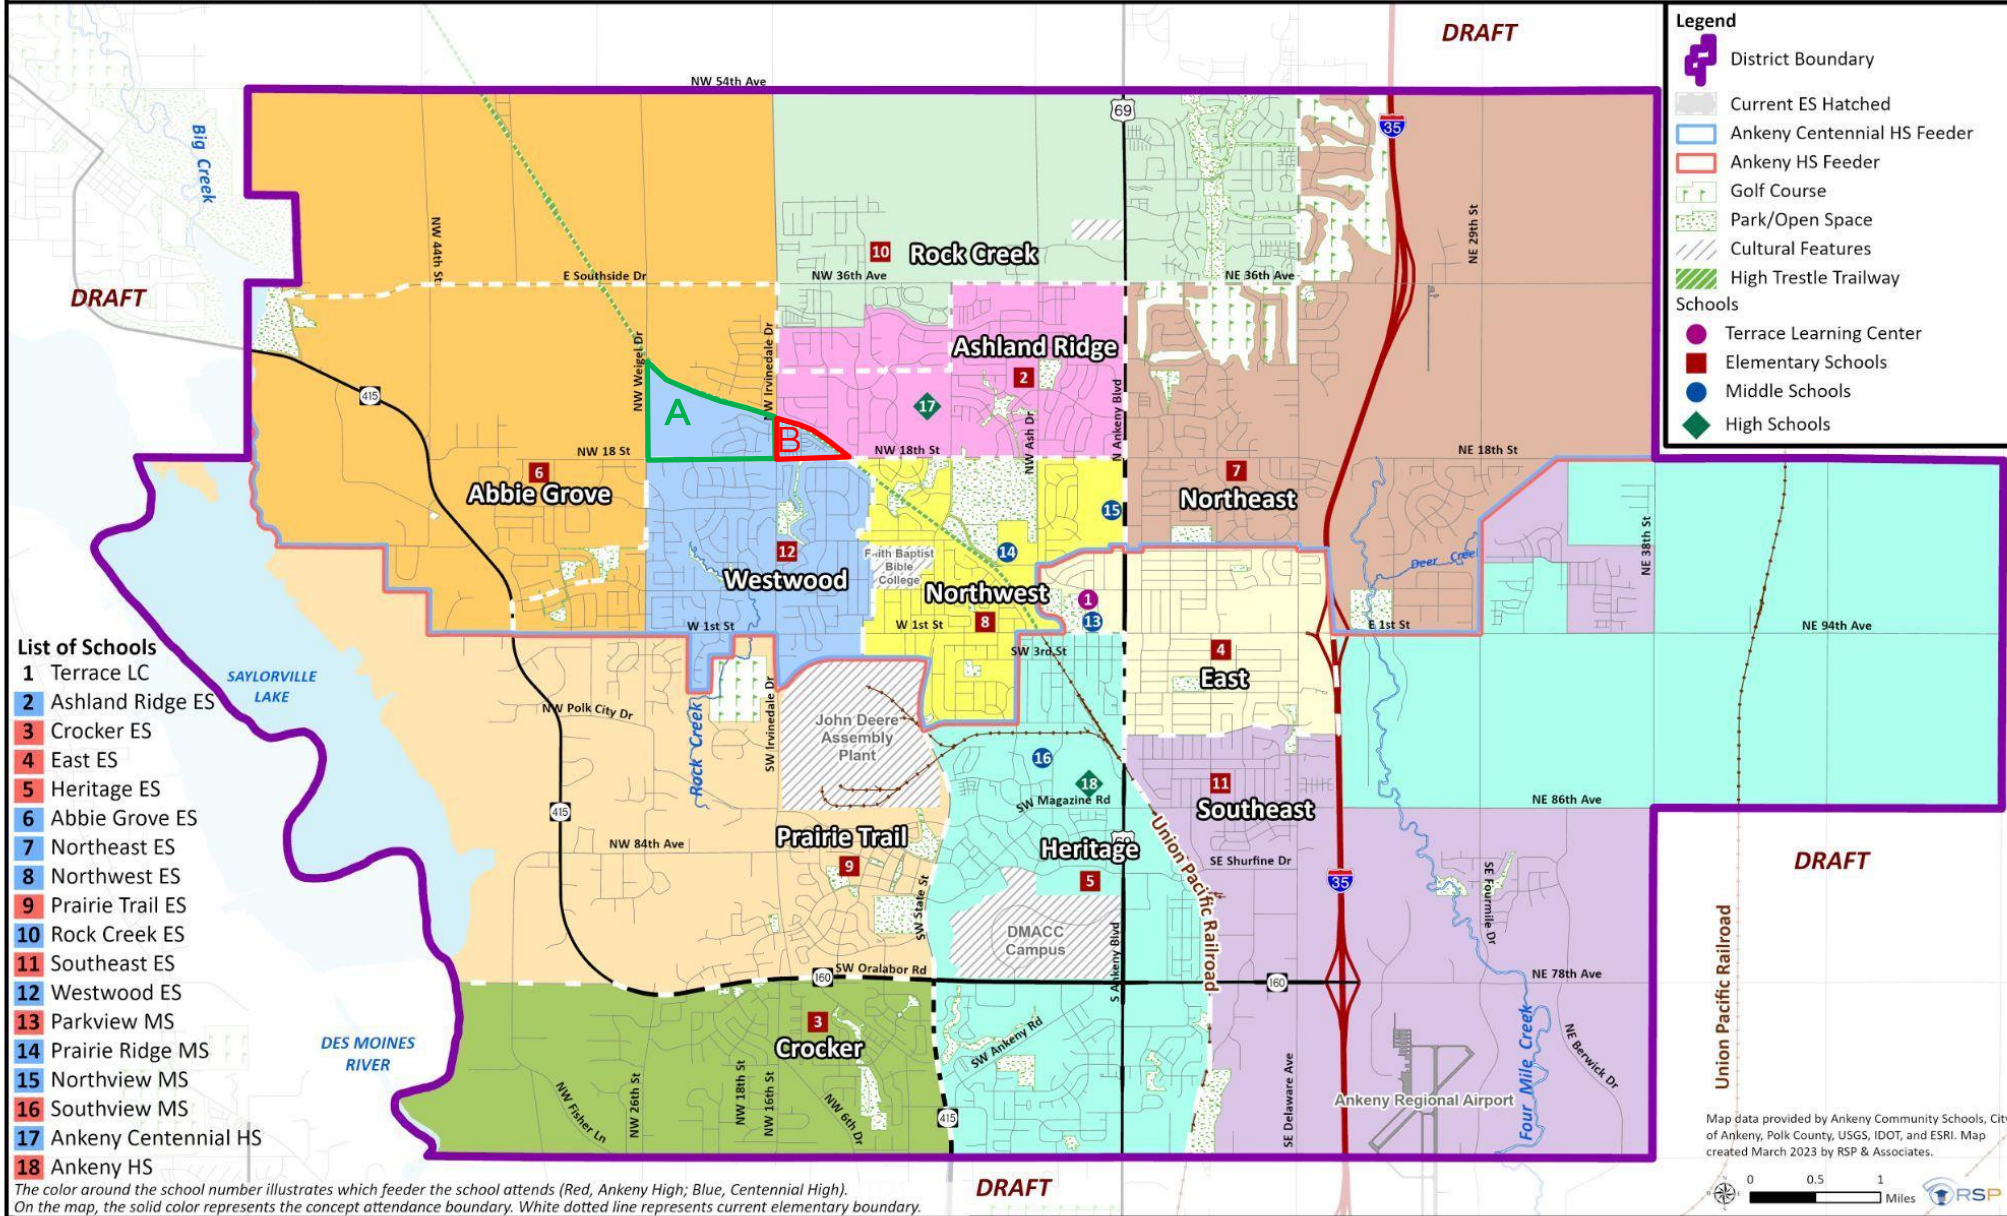 DRAFT
NW 54th Ave
69
35
Big Creek
NW 44th St
NE 29th St
10
Rock Creek
E Southside Dr
NW 36th Ave
NE 36th Ave
DRAFT
NW Weigel Dr
NW Irvinedale Dr
Ashland Ridge
2
415
A
B
17
NW Ash Dr
N Ankeny Blvd
NW 18 St
NW 18th St
NE 18th St
6
Abbie Grove
7
Northeast
15
NE 38th St
12
Westwood
Faith Baptist
Bible
College
14
Deer Creek
Northwest
1
8
13
W 1st St
W 1st St
E 1st St
NE 94th Ave
SW 3rd St
4
East
SAYLORVILLE
LAKE
NW Polk City Dr
Rock Creek
SW Irvinedale Dr
John Deere
Assembly
Plant
16
18
SW Magazine Rd
11
Southeast
NE 86th Ave
415
NW 84th Ave
Prairie Trail
9
Heritage
69
5
Union Pacific Railroad
SE Shurfine Dr
35
SE Fourmile Dr
DRAFT
SW State St
DMACC
Campus
S Ankeny Blvd
SW Oralabor Rd
160
160
NE 78th Ave
Union Pacific Railroad
3
Crocker
SW Ankeny Rd
DES MOINES
RIVER
NW Fisher Ln
NW 26th St
NW 18th St
NW 16th St
NW 6th Dr
415
SE Delaware Ave
Ankeny Regional Airport
Four Mile Creek
NE Berwick Dr
DRAFT
Legend
District Boundary
Current ES Hatched
Ankeny Centennial HS Feeder
Ankeny HS Feeder
Golf Course
Park/Open Space
Cultural Features
High Trestle Trailway
Schools
Terrace Learning Center
Elementary Schools
Middle Schools
High Schools
List of Schools
1 Terrace LC
2 Ashland Ridge ES
3 Crocker ES
4 East ES
5 Heritage ES
6 Abbie Grove ES
7 Northeast ES
8 Northwest ES
9 Prairie Trail ES
10 Rock Creek ES
11 Southeast ES
12 Westwood ES
13 Parkview MS
14 Prairie Ridge MS
15 Northview MS
16 Southview MS
17 Ankeny Centennial HS
18 Ankeny HS
The color around the school number illustrates which feeder the school attends (Red, Ankeny High; Blue, Centennial High).
On the map, the solid color represents the concept attendance boundary. White dotted line represents current elementary boundary.
Map data provided by Ankeny Community Schools, City
of Ankeny, Polk County, USGS, IDOT, and ESRI. Map
created March 2023 by RSP & Associates.
0 0.5 1
Miles
RSP